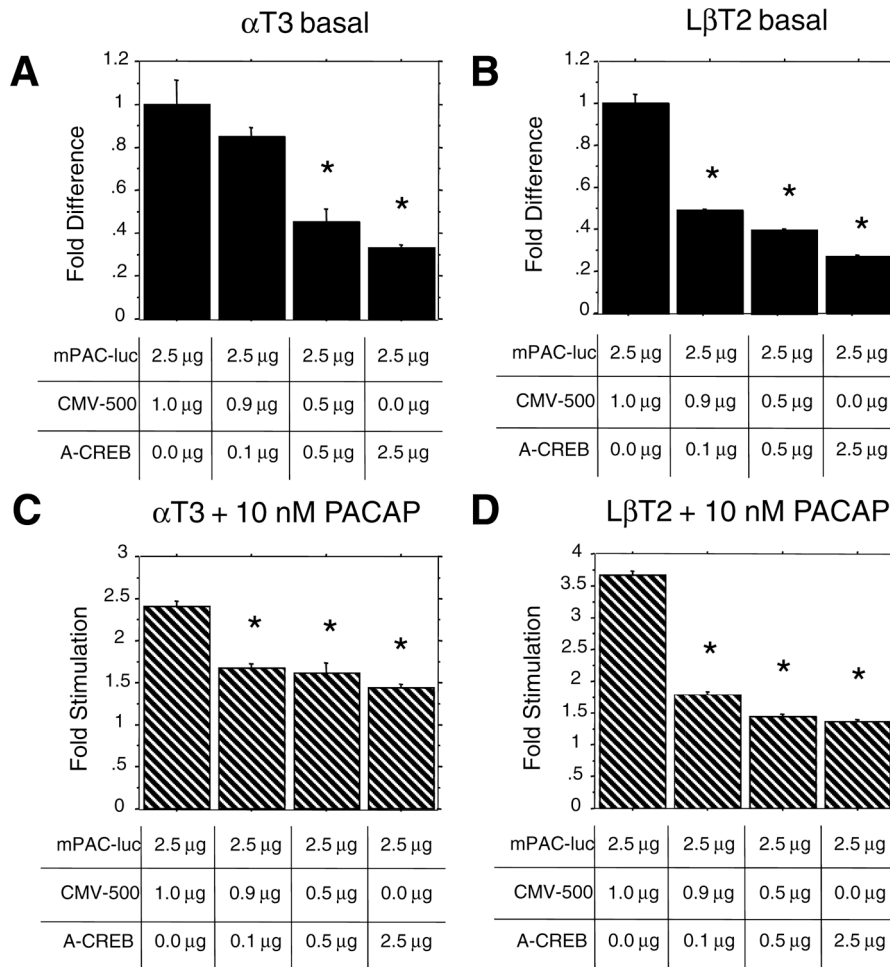 αT3 basal
A
1.2
1
.8
.6
.4
.2
0
Fold Difference
*
*
mPAC-luc 2.5 µg 2.5 µg 2.5 µg 2.5 µg
CMV-500 1.0 µg 0.9 µg 0.5 µg 0.0 µg
A-CREB 0.0 µg 0.1 µg 0.5 µg 2.5 µg
LβT2 basal
B
1.2
1
.8
.6
.4
.2
0
Fold Difference
*
*
*
mPAC-luc 2.5 µg 2.5 µg 2.5 µg 2.5 µg
CMV-500 1.0 µg 0.9 µg 0.5 µg 0.0 µg
A-CREB 0.0 µg 0.1 µg 0.5 µg 2.5 µg
C
αT3 + 10 nM PACAP
3
2.5
2
1.5
1
.5
0
Fold Stimulation
*
*
*
mPAC-luc 2.5 µg 2.5 µg 2.5 µg 2.5 µg
CMV-500 1.0 µg 0.9 µg 0.5 µg 0.0 µg
A-CREB 0.0 µg 0.1 µg 0.5 µg 2.5 µg
D
LβT2 + 10 nM PACAP
4
3.5
3
2.5
2
1.5
1
.5
0
Fold Stimulation
*
*
*
mPAC-luc 2.5 µg 2.5 µg 2.5 µg 2.5 µg
CMV-500 1.0 µg 0.9 µg 0.5 µg 0.0 µg
A-CREB 0.0 µg 0.1 µg 0.5 µg 2.5 µg